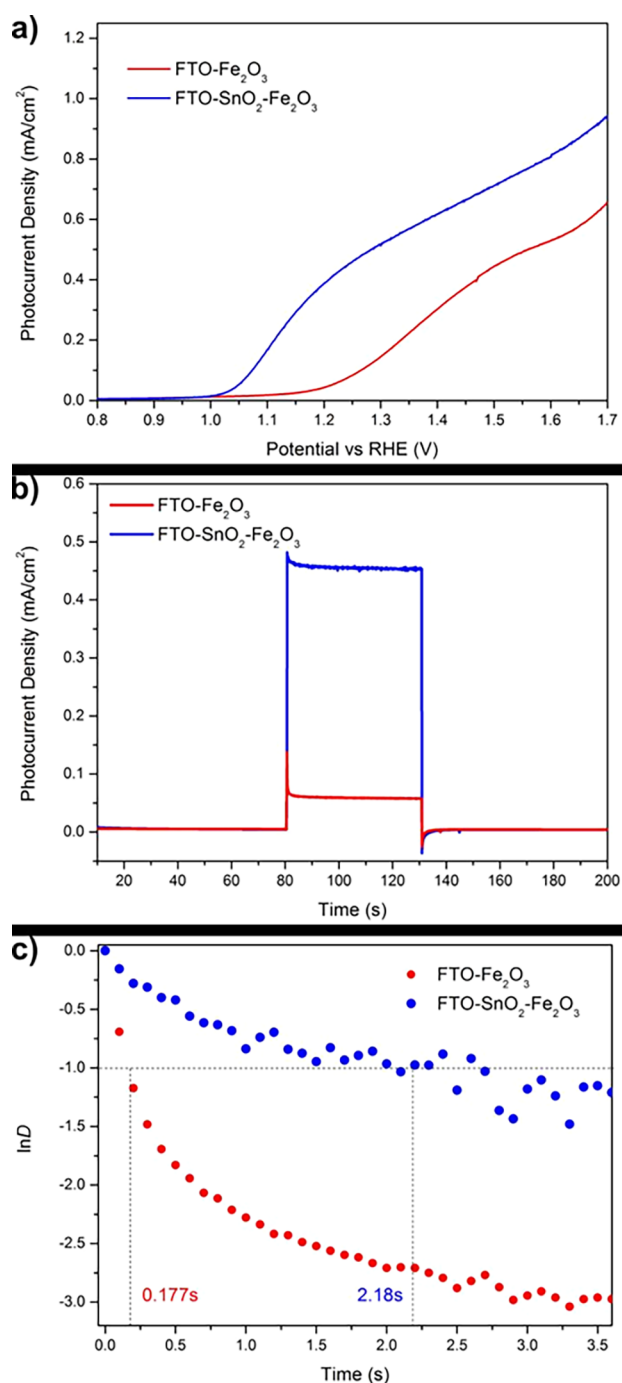 a)
1.2
1.0
0.8
0.6
0.4
0.2
0.0
Photocurrent Density (mA/cm²)
FTO-Fe₂O₃
FTO-SnO₂-Fe₂O₃
0.8 0.9 1.0 1.1 1.2 1.3 1.4 1.5 1.6 1.7
Potential vs RHE (V)
b)
0.6
0.5
0.4
0.3
0.2
0.1
0.0
Photocurrent Density (mA/cm²)
FTO-Fe₂O₃
FTO-SnO₂-Fe₂O₃
20 40 60 80 100 120 140 160 180 200
Time (s)
c)
0.0
-0.5
-1.0
-1.5
-2.0
-2.5
-3.0
lnD
FTO-Fe₂O₃
FTO-SnO₂-Fe₂O₃
0.177s
2.18s
0.0 0.5 1.0 1.5 2.0 2.5 3.0 3.5
Time (s)